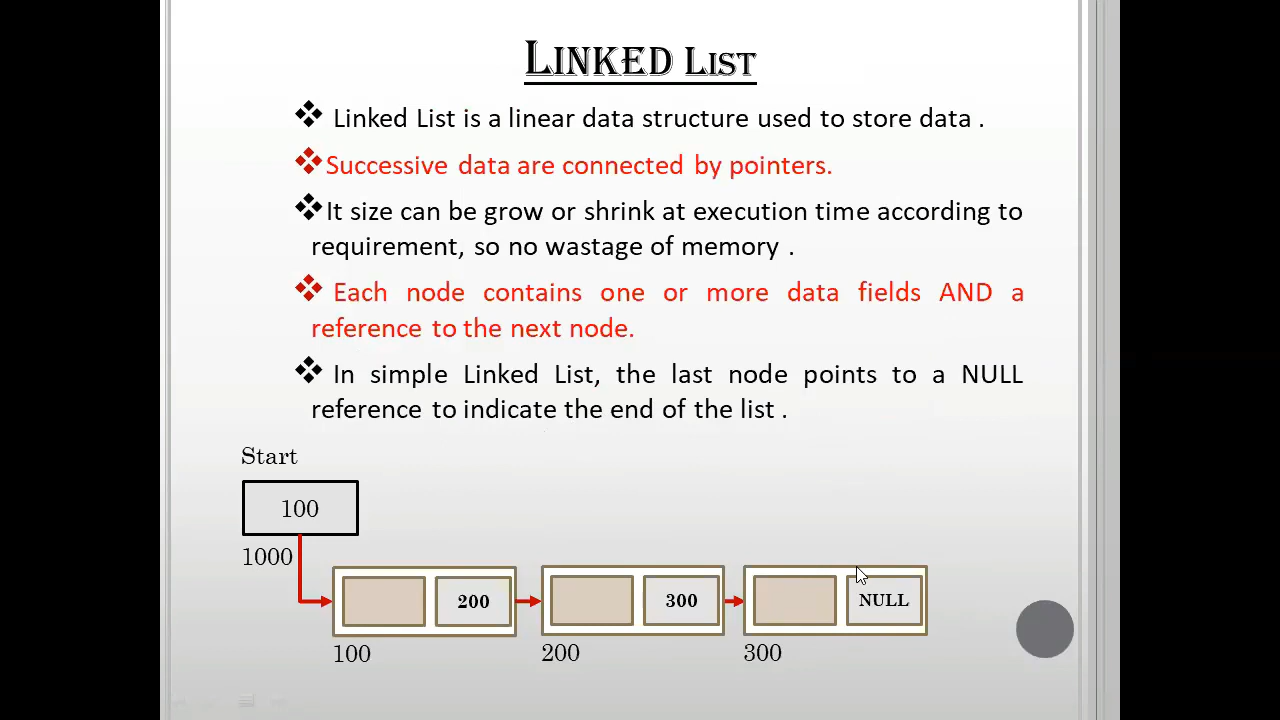 LINKED LIST
❖ Linked List is a linear data structure used to store data .
❖Successive data are connected by pointers.
❖It size can be grow or shrink at execution time according to
requirement, so no wastage of memory .
❖ Each node contains one or more data fields AND a
reference to the next node.
❖ In simple Linked List, the last node points to a NULL
reference to indicate the end of the list .
Start
100
1000
200 300 NULL
100 200 300